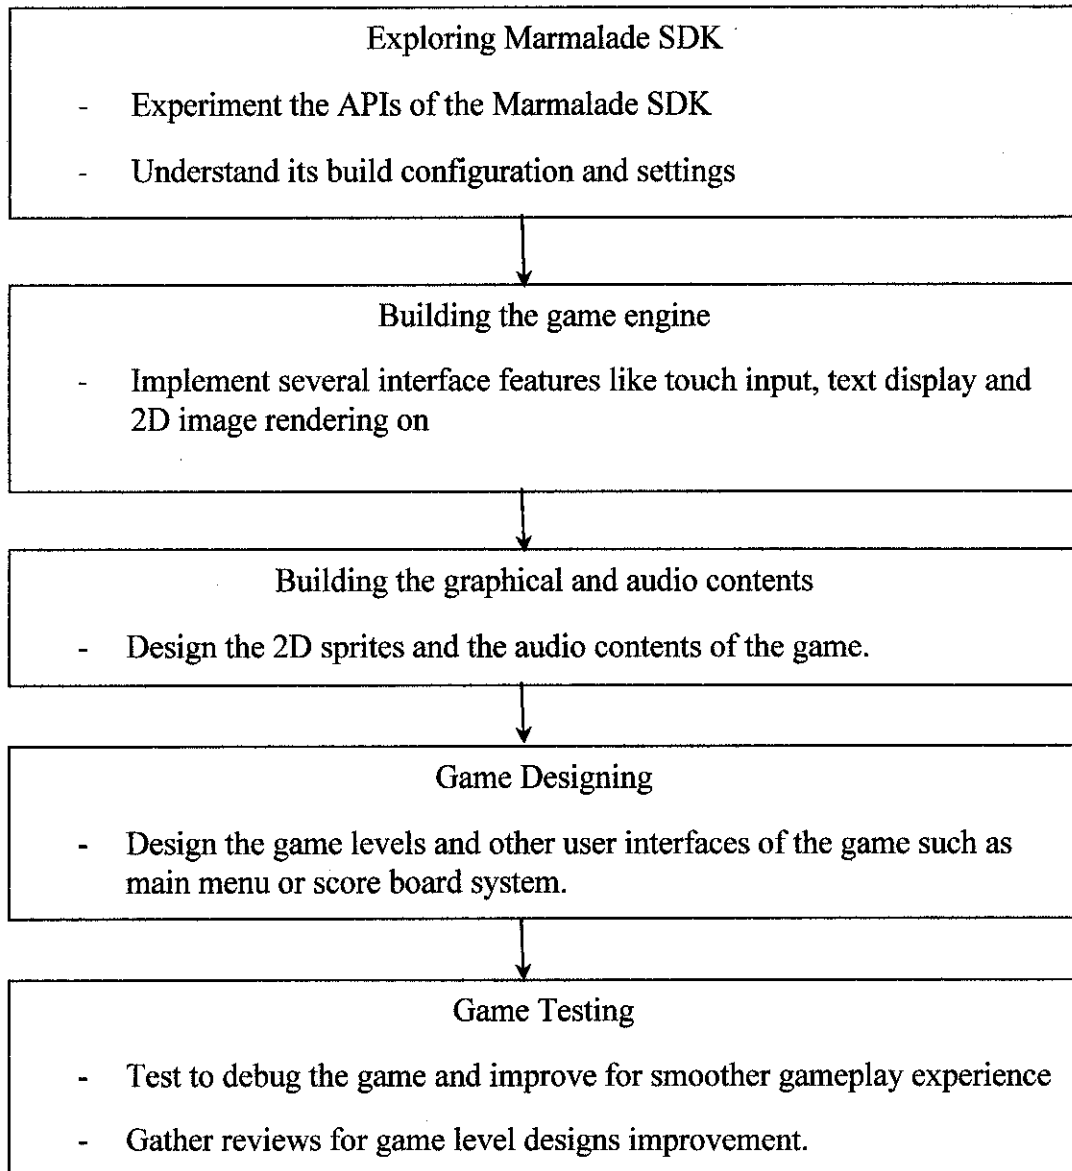 Exploring Marmalade SDK
- Experiment the APIs of the Marmalade SDK
- Understand its build configuration and settings
Building the game engine
- Implement several interface features like touch input, text display and
2D image rendering on
Building the graphical and audio contents
- Design the 2D sprites and the audio contents of the game.
Game Designing
- Design the game levels and other user interfaces of the game such as
main menu or score board system.
Game Testing
- Test to debug the game and improve for smoother gameplay experience
- Gather reviews for game level designs improvement.